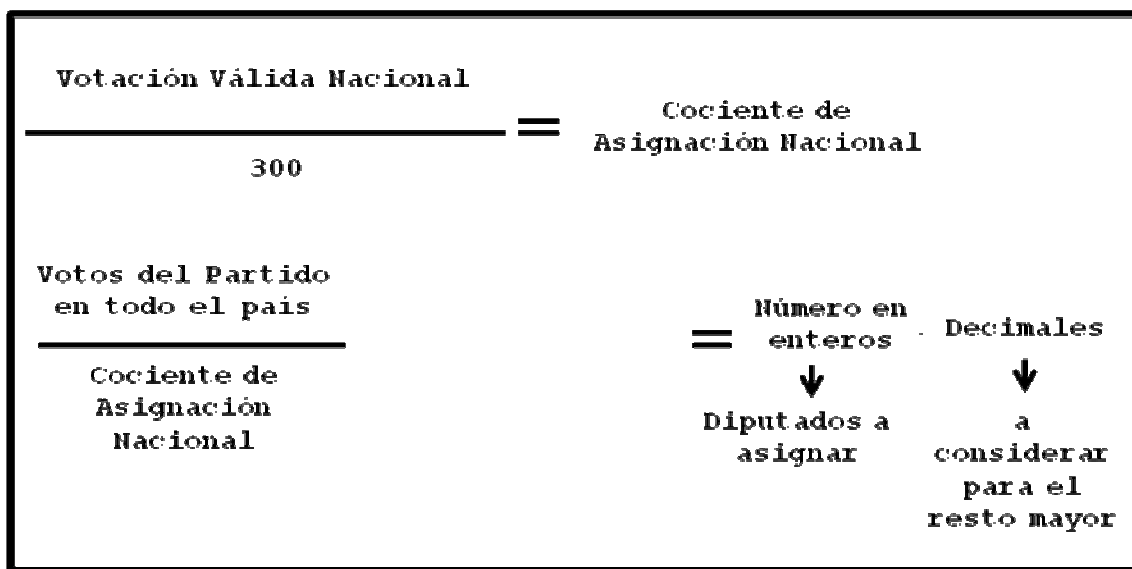 Votación Válida Nacional
300
=
Cociente de
Asignación Nacional
Votos del Partido
en todo el país
Cociente de
Asignación
Nacional
=
Número en
enteros
.
Decimales
Diputados a
asignar
a
considerar
para el
resto mayor